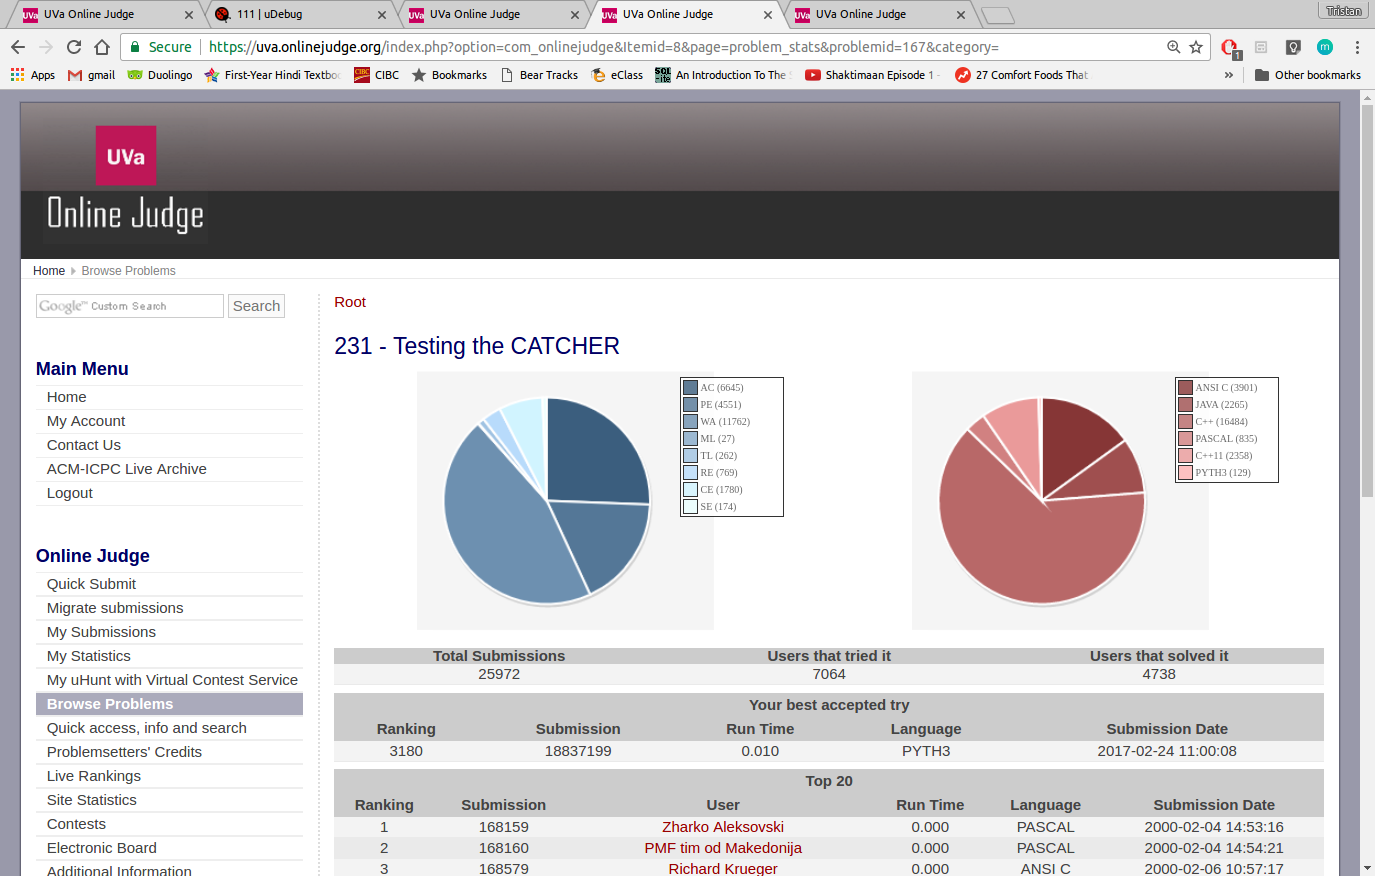 UVa Online Judge
111 | uDebug
UVa Online Judge
UVa Online Judge
UVa Online Judge
Tristan
Secure
https://uva.onlinejudge.org/index.php?option=com_onlinejudge&Itemid=8&page=problem_stats&problemid=167&category=
1
m
Apps gmail Duolingo First-Year Hindi Textbo CIBC Bookmarks Bear Tracks eClass An Introduction To The Shaktimaan Episode 1 - 27 Comfort Foods That » Other bookmarks
UVa
Online Judge
Home Browse Problems
Google™ Custom Search Search
Main Menu
Home
My Account
Contact Us
ACM-ICPC Live Archive
Logout
Online Judge
Quick Submit
Migrate submissions
My Submissions
My Statistics
My uHunt with Virtual Contest Service
Browse Problems
Quick access, info and search
Problemsetters' Credits
Live Rankings
Site Statistics
Contests
Electronic Board
Additional Information
Root
231 - Testing the CATCHER
AC (6645)
PE (4551)
WA (11762)
ML (27)
TL (262)
RE (769)
CE (1780)
SE (174)
ANSI C (3901)
JAVA (2265)
C++ (16484)
PASCAL (835)
C++11 (2358)
PYTH3 (129)
Total Submissions Users that tried it Users that solved it
25972 7064 4738
Your best accepted try
Ranking Submission Run Time Language Submission Date
3180 18837199 0.010 PYTH3 2017-02-24 11:00:08
Top 20
Ranking Submission User Run Time Language Submission Date
1 168159 Zharko Aleksovski 0.000 PASCAL 2000-02-04 14:53:16
2 168160 PMF tim od Makedonija 0.000 PASCAL 2000-02-04 14:54:21
3 168579 Richard Krueger 0.000 ANSI C 2000-02-06 10:57:17